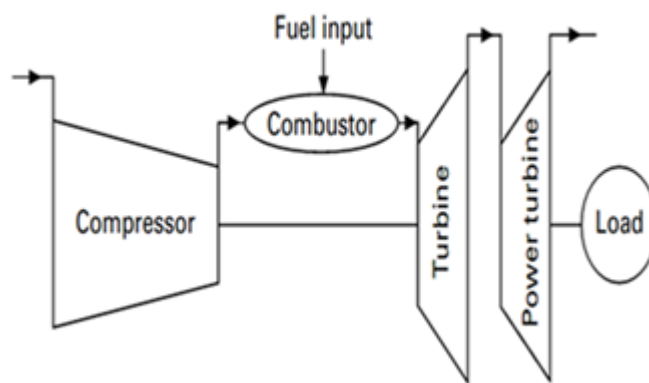 Fuel input
Combustor
Compressor
Turbine
Power turbine
Load